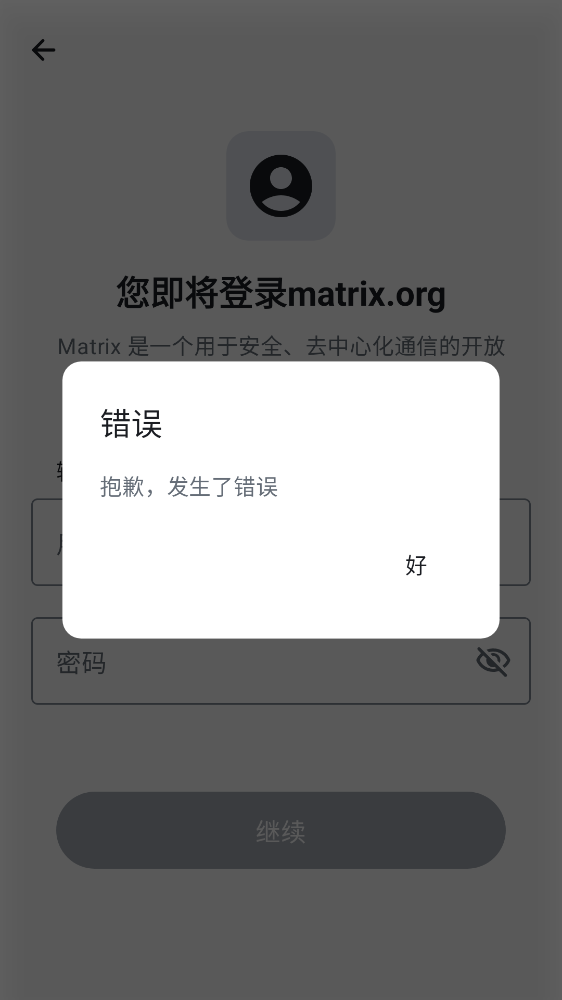 您即将登录matrix.org
Matrix 是一个用于安全、去中心化通信的开放
错误
抱歉，发生了错误
好
密码
继续